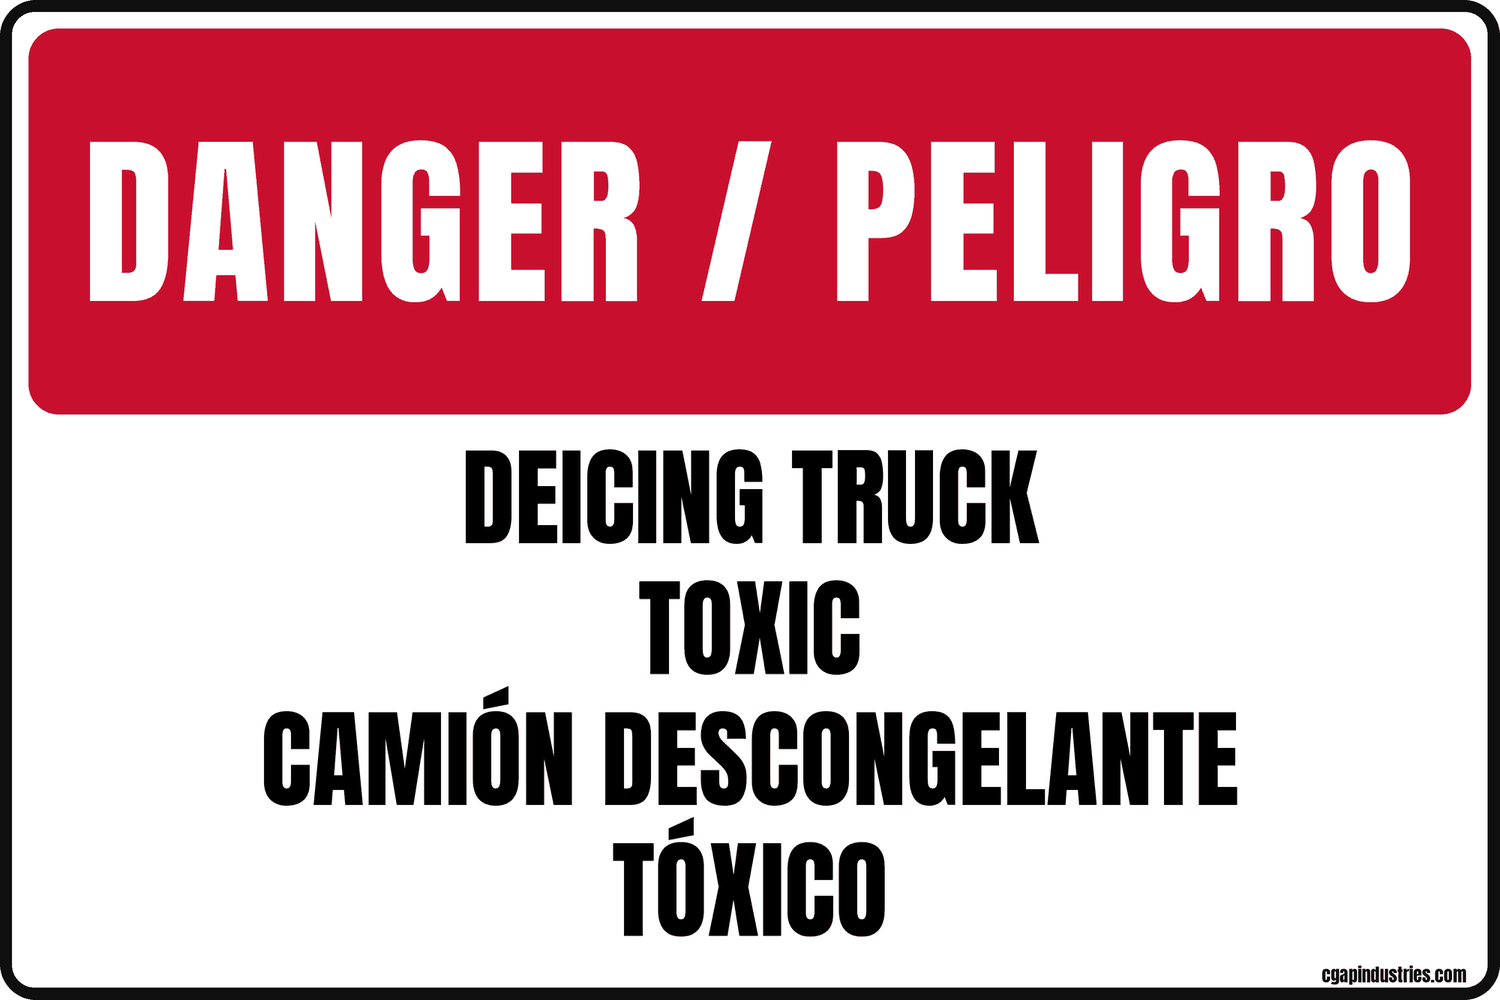 DANGER / PELIGRO
DEICING TRUCK
TOXIC
CAMIÓN DESCONGELANTE
TÓXICO
cgapindustries.com